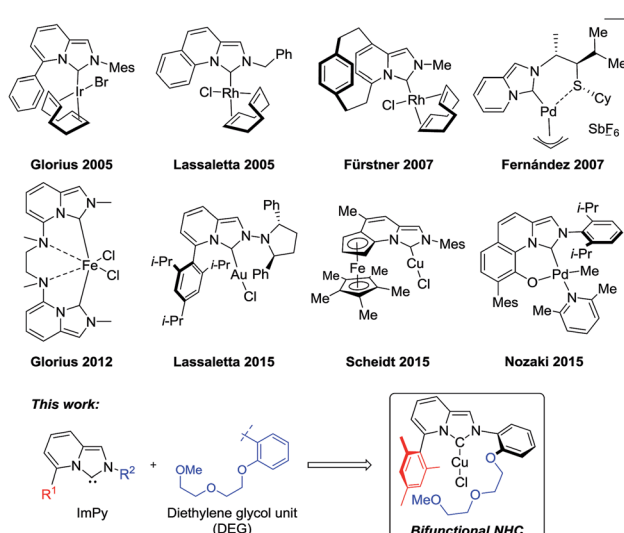 Mes
Br
Ir
N
N
Glorius 2005
Ph
N
N
Cl
Rh
Lassaletta 2005
N
N
Me
Cl
Rh
Fürstner 2007
N
N
S
Cy
Pd
SbF6
Fernández 2007
N
N
N
N
Fe
Cl
Cl
N
N
Glorius 2012
Ph
N
N
N
i-Pr
i-Pr
Au
Ph
Cl
i-Pr
Lassaletta 2015
Me
N
N
Mes
Fe
Cu
Cl
Me
Me
Me
Me
Me
Scheidt 2015
i-Pr
N
N
i-Pr
O
Pd
Me
Mes
Me
N
Me
Nozaki 2015
This work:
N
N
R2
R1
ImPy
+
OMe
O
O
Diethylene glycol unit
(DEG)
N
N
C
Cu
Cl
O
MeO
O
Bifunctional NHC